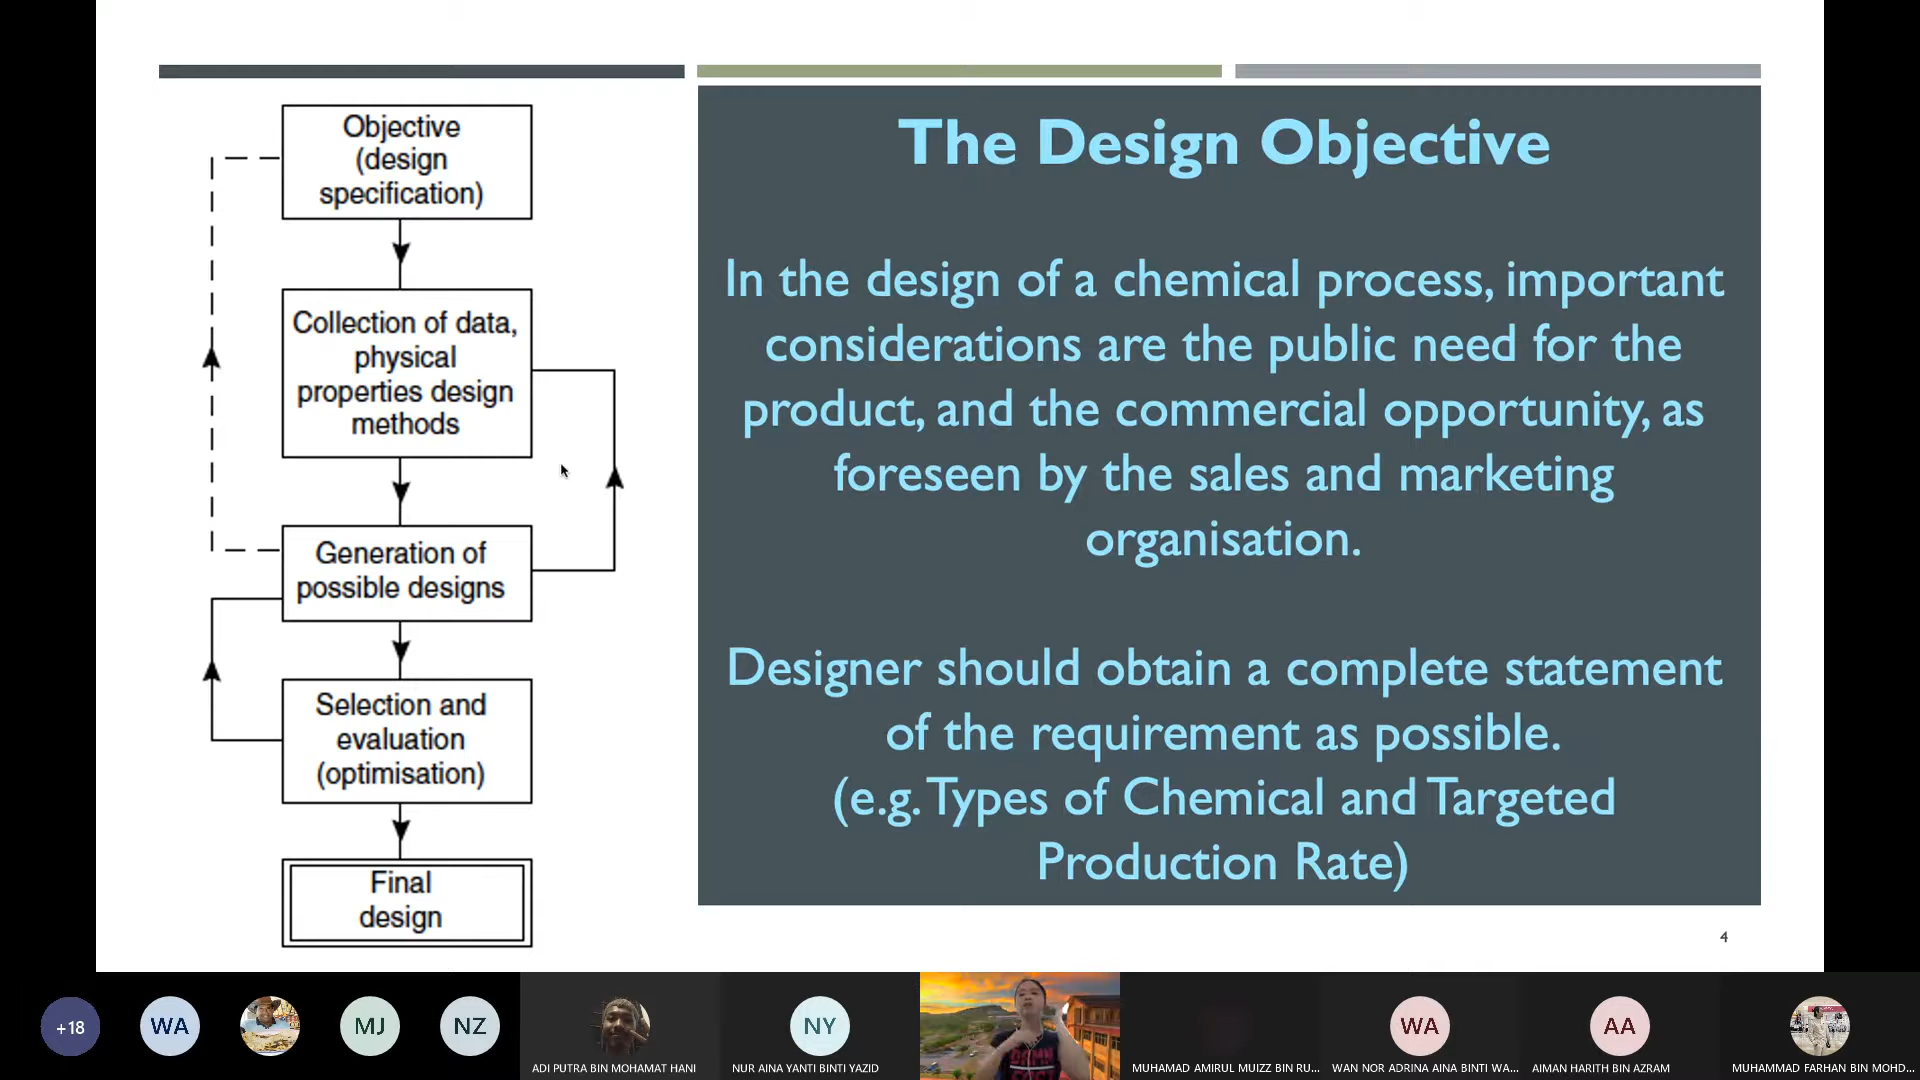 Objective
(design
specification)
Collection of data,
physical
properties design
methods
Generation of
possible designs
Selection and
evaluation
(optimisation)
Final
design
The Design Objective
In the design of a chemical process, important
considerations are the public need for the
product, and the commercial opportunity, as
foreseen by the sales and marketing
organisation.
Designer should obtain a complete statement
of the requirement as possible.
(e.g. Types of Chemical and Targeted
Production Rate)
4
+18
WA
MJ
NZ
ADI PUTRA BIN MOHAMAT HANI
NY
NUR AINA YANTI BINTI YAZID
MUHAMAD AMIRUL MUIZZ BIN RU...
WA
WAN NOR ADRINA AINA BINTI WA...
AA
AIMAN HARITH BIN AZRAM
MUHAMMAD FARHAN BIN MOHD...